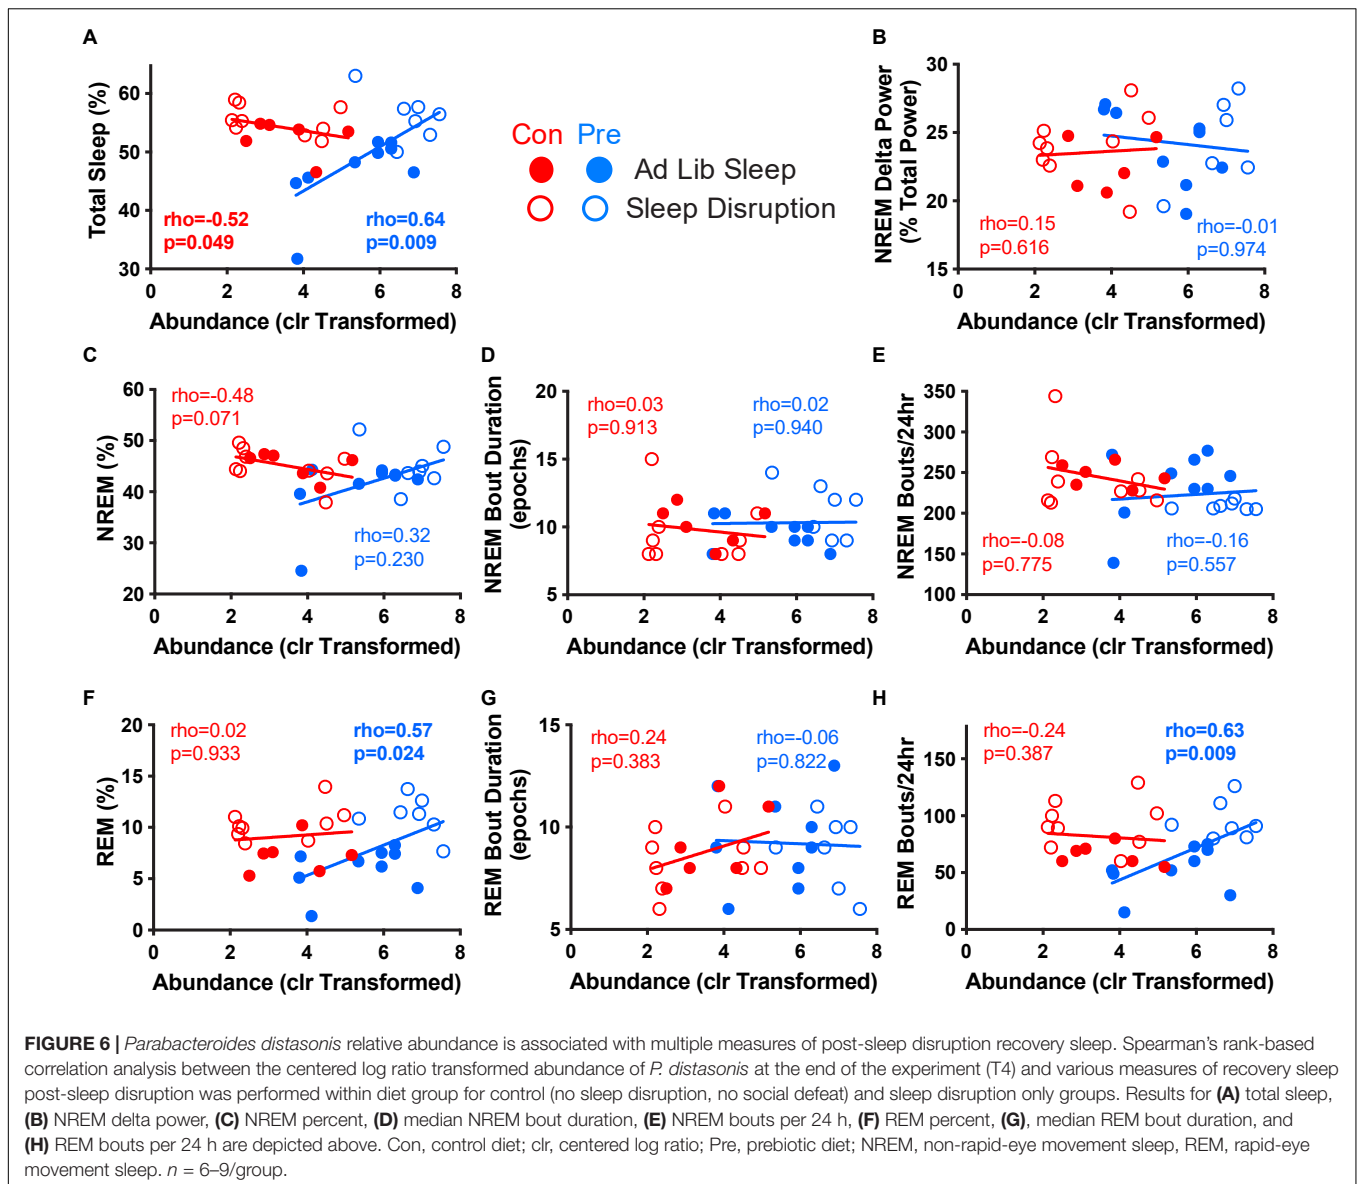 A
B
Total Sleep (%)
60
50
40
30
0 2 4 6 8
Abundance (clr Transformed)
rho=-0.52
p=0.049
rho=0.64
p=0.009
Con Pre
Ad Lib Sleep
Sleep Disruption
NREM Delta Power
(% Total Power)
30
25
20
15
0 2 4 6 8
Abundance (clr Transformed)
rho=0.15
p=0.616
rho=-0.01
p=0.974
C
NREM (%)
60
50
40
30
20
0 2 4 6 8
Abundance (clr Transformed)
rho=-0.48
p=0.071
rho=0.32
p=0.230
D
NREM Bout Duration
(epochs)
20
15
10
5
0 2 4 6 8
Abundance (clr Transformed)
rho=0.03
p=0.913
rho=0.02
p=0.940
E
NREM Bouts/24hr
350
300
250
200
150
100
0 2 4 6 8
Abundance (clr Transformed)
rho=-0.08
p=0.775
rho=-0.16
p=0.557
F
REM (%)
20
15
10
5
0
0 2 4 6 8
Abundance (clr Transformed)
rho=0.02
p=0.933
rho=0.57
p=0.024
G
REM Bout Duration
(epochs)
15
10
5
0 2 4 6 8
Abundance (clr Transformed)
rho=0.24
p=0.383
rho=-0.06
p=0.822
H
REM Bouts/24hr
150
100
50
0
0 2 4 6 8
Abundance (clr Transformed)
rho=-0.24
p=0.387
rho=0.63
p=0.009
FIGURE 6 | Parabacteroides distasonis relative abundance is associated with multiple measures of post-sleep disruption recovery sleep. Spearman's rank-based
correlation analysis between the centered log ratio transformed abundance of P. distasonis at the end of the experiment (T4) and various measures of recovery sleep
post-sleep disruption was performed within diet group for control (no sleep disruption, no social defeat) and sleep disruption only groups. Results for (A) total sleep,
(B) NREM delta power, (C) NREM percent, (D) median NREM bout duration, (E) NREM bouts per 24 h, (F) REM percent, (G), median REM bout duration, and
(H) REM bouts per 24 h are depicted above. Con, control diet; clr, centered log ratio; Pre, prebiotic diet; NREM, non-rapid-eye movement sleep, REM, rapid-eye
movement sleep. n = 6–9/group.